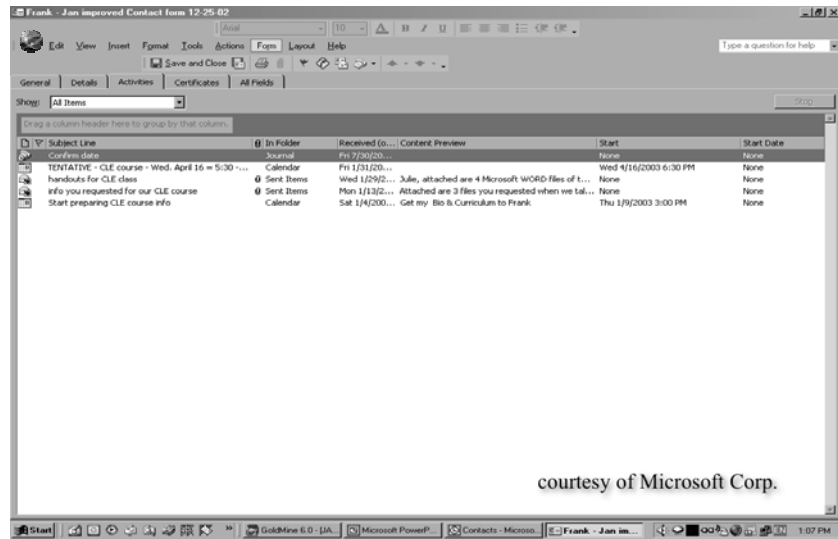 Frank - Jan improved Contact form 12-25-02
Arial 10 A B I U
Edit View Insert Format Tools Actions Form Layout Help Type a question for help
Save and Close
General Details Activities Certificates All Fields
Show: All Items Stop
Drag a column header here to group by that column.
Subject Line In Folder Received (o... Content Preview Start Start Date
Confirm date Journal Fri 7/30/20... None None
TENTATIVE - CLE course - Wed. April 16 = 5:30 -... Calendar Fri 1/31/20... Wed 4/16/2003 6:30 PM None
handouts for CLE class Sent Items Wed 1/29/2... Julie, attached are 4 Microsoft WORD files of t... None None
info you requested for our CLE course Sent Items Mon 1/13/2... Attached are 3 files you requested when we tal... None None
Start preparing CLE course info Calendar Sat 1/4/200... Get my Bio & Curriculum to Frank Thu 1/9/2003 3:00 PM None
courtesy of Microsoft Corp.
Start GoldMine 6.0 - [JA... Microsoft PowerP... Contacts - Microso... Frank - Jan im... 1:07 PM